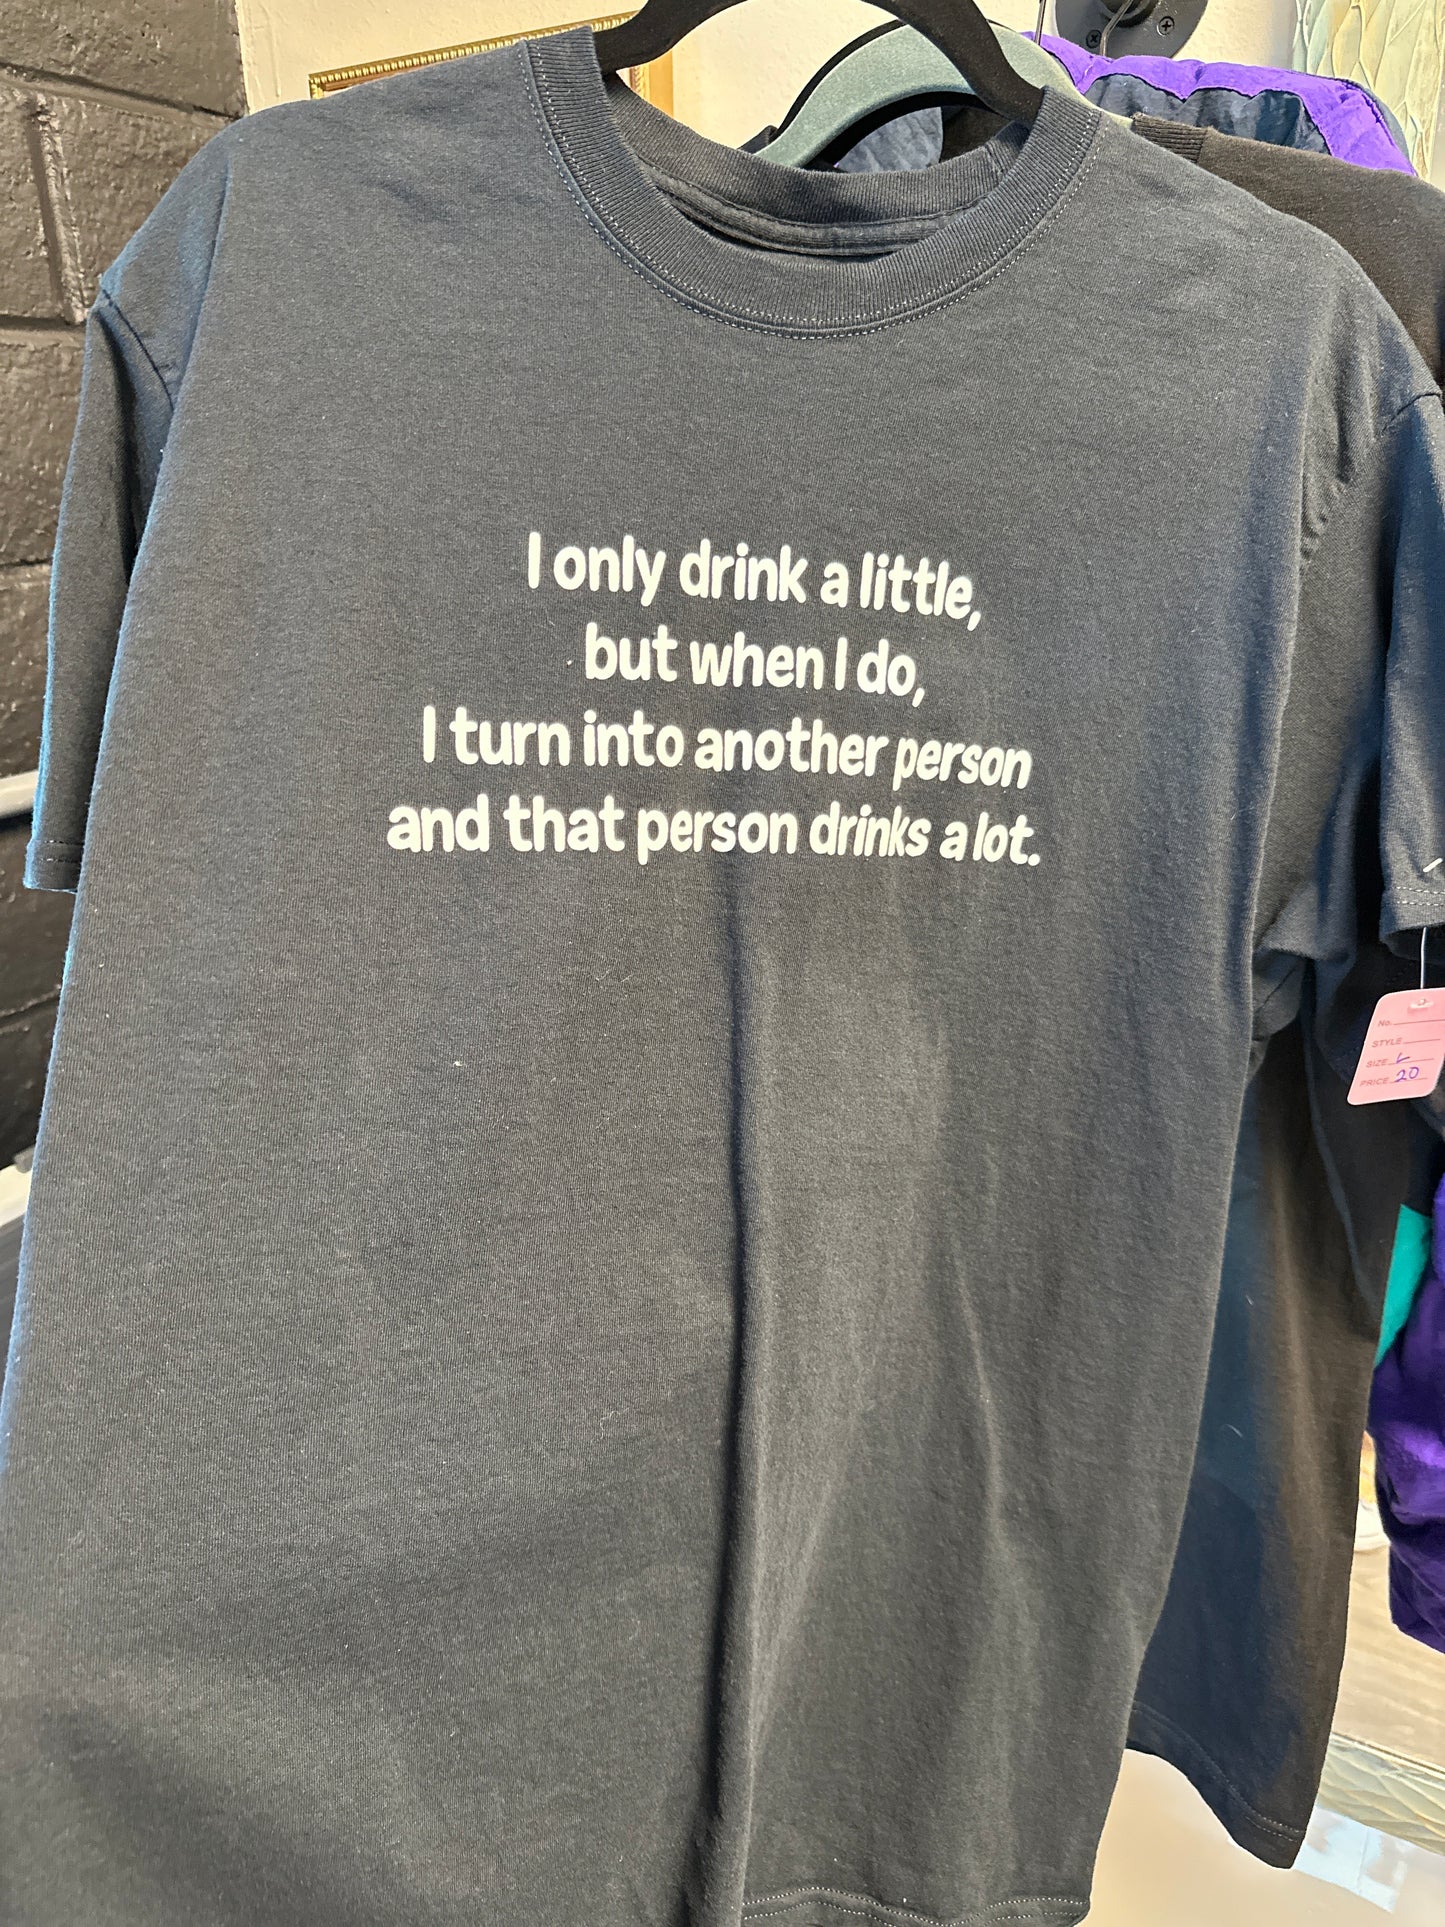 I only drink a little,
but when I do,
I turn into another person
and that person drinks a lot.
No.
STYLE
SIZE L
PRICE 20